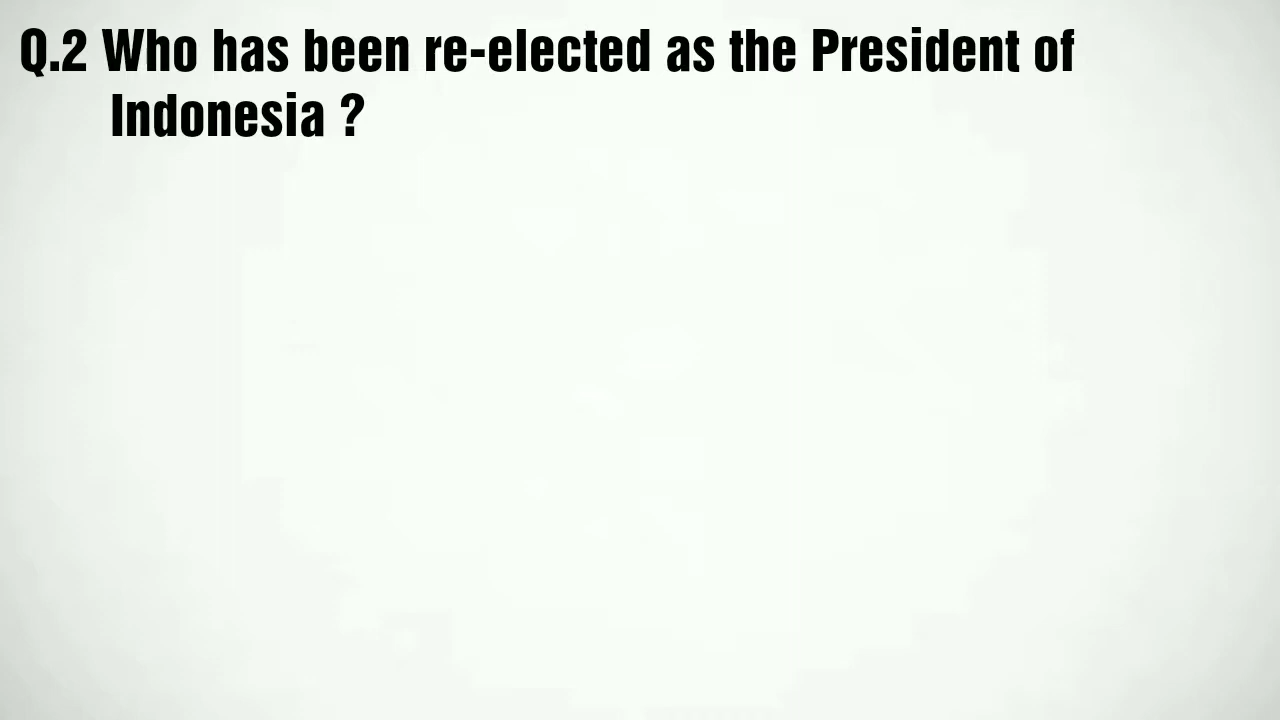 Q.2 Who has been re-elected as the President of
Indonesia ?